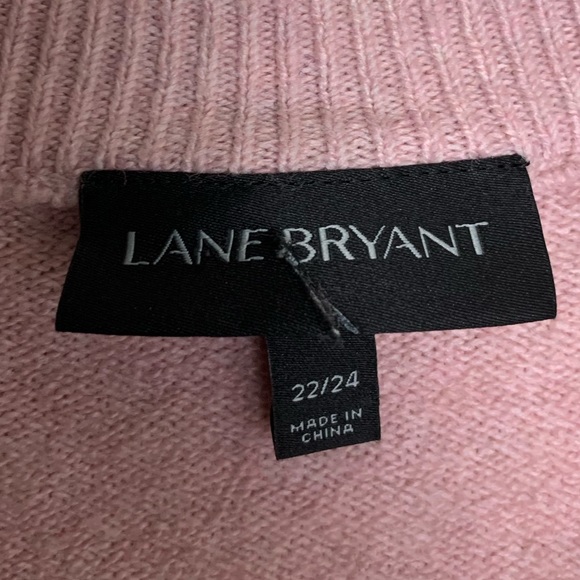 LANE BRYANT
22/24
MADE IN
CHINA